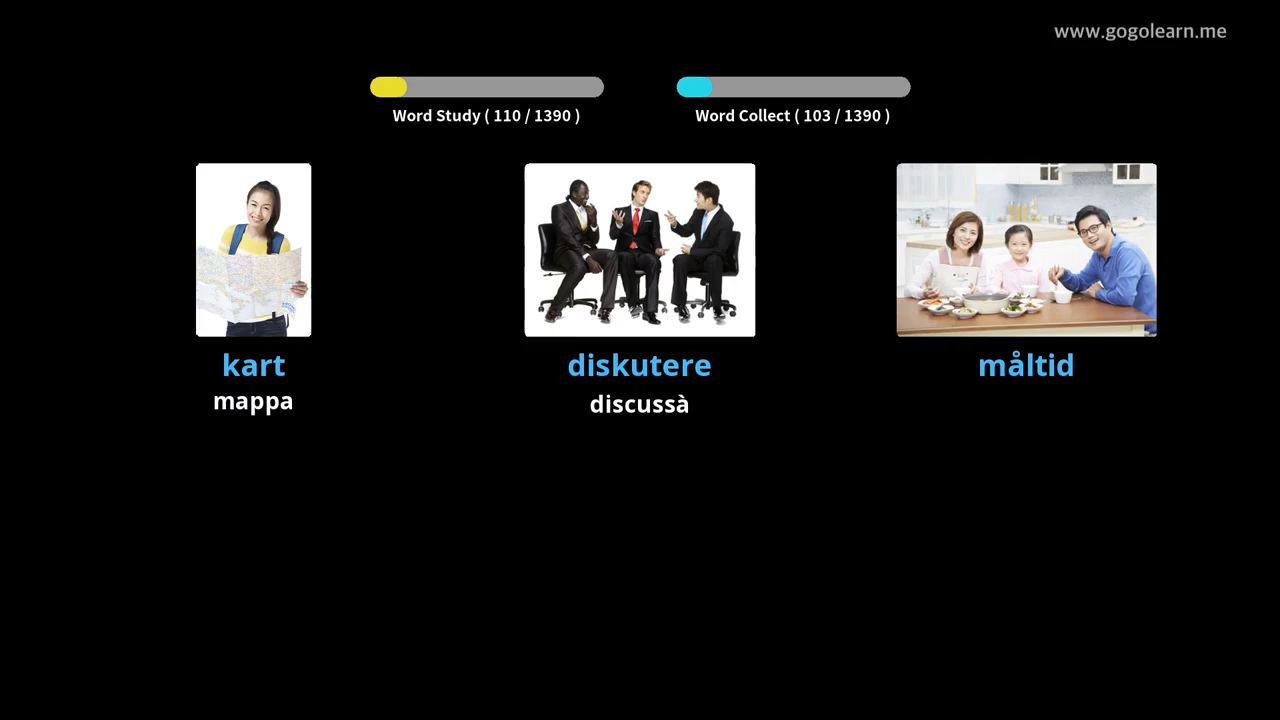 www.gogolearn.me
Word Study ( 110 / 1390 )
Word Collect ( 103 / 1390 )
kart
mappa
diskutere
discussà
måltid